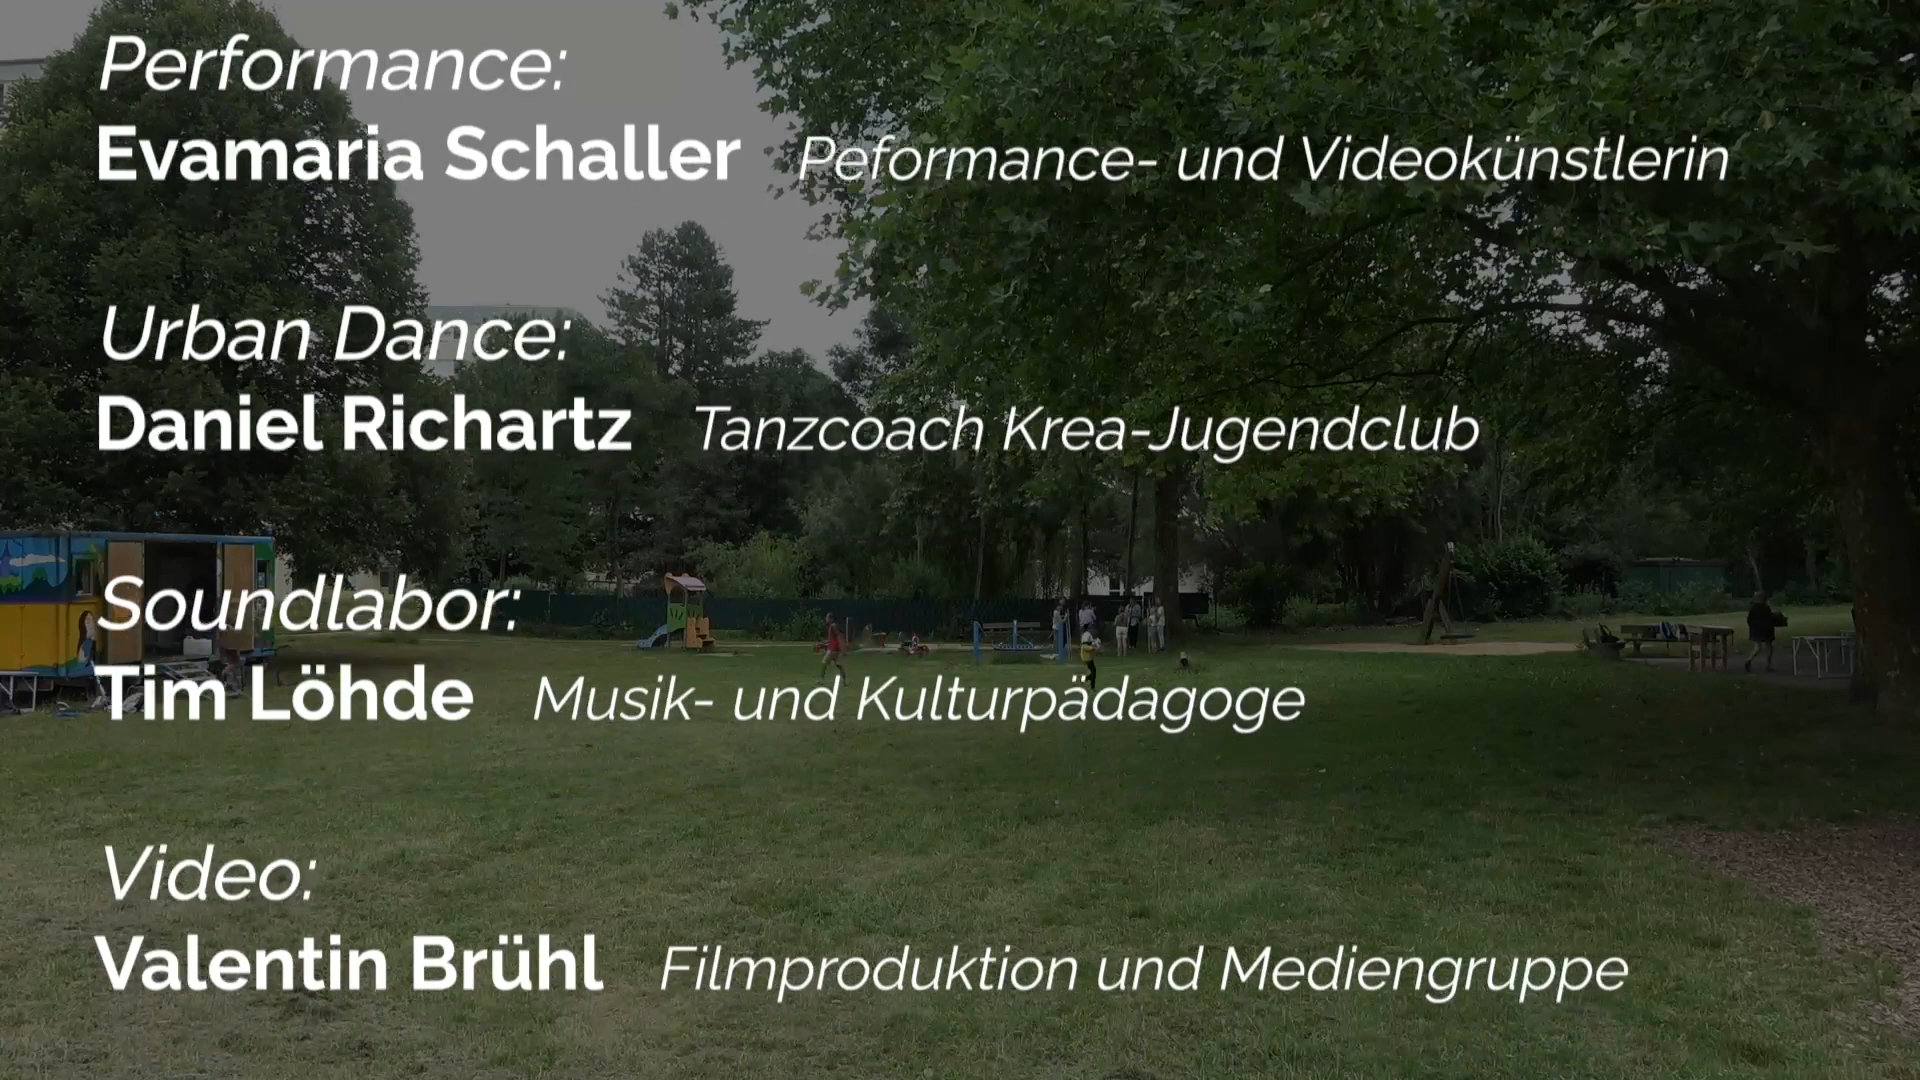 Performance:
Evamaria Schaller Peformance- und Videokünstlerin
Urban Dance:
Daniel Richartz Tanzcoach Krea-Jugendclub
Soundlabor:
Tim Löhde Musik- und Kulturpädagoge
Video:
Valentin Brühl Filmproduktion und Mediengruppe